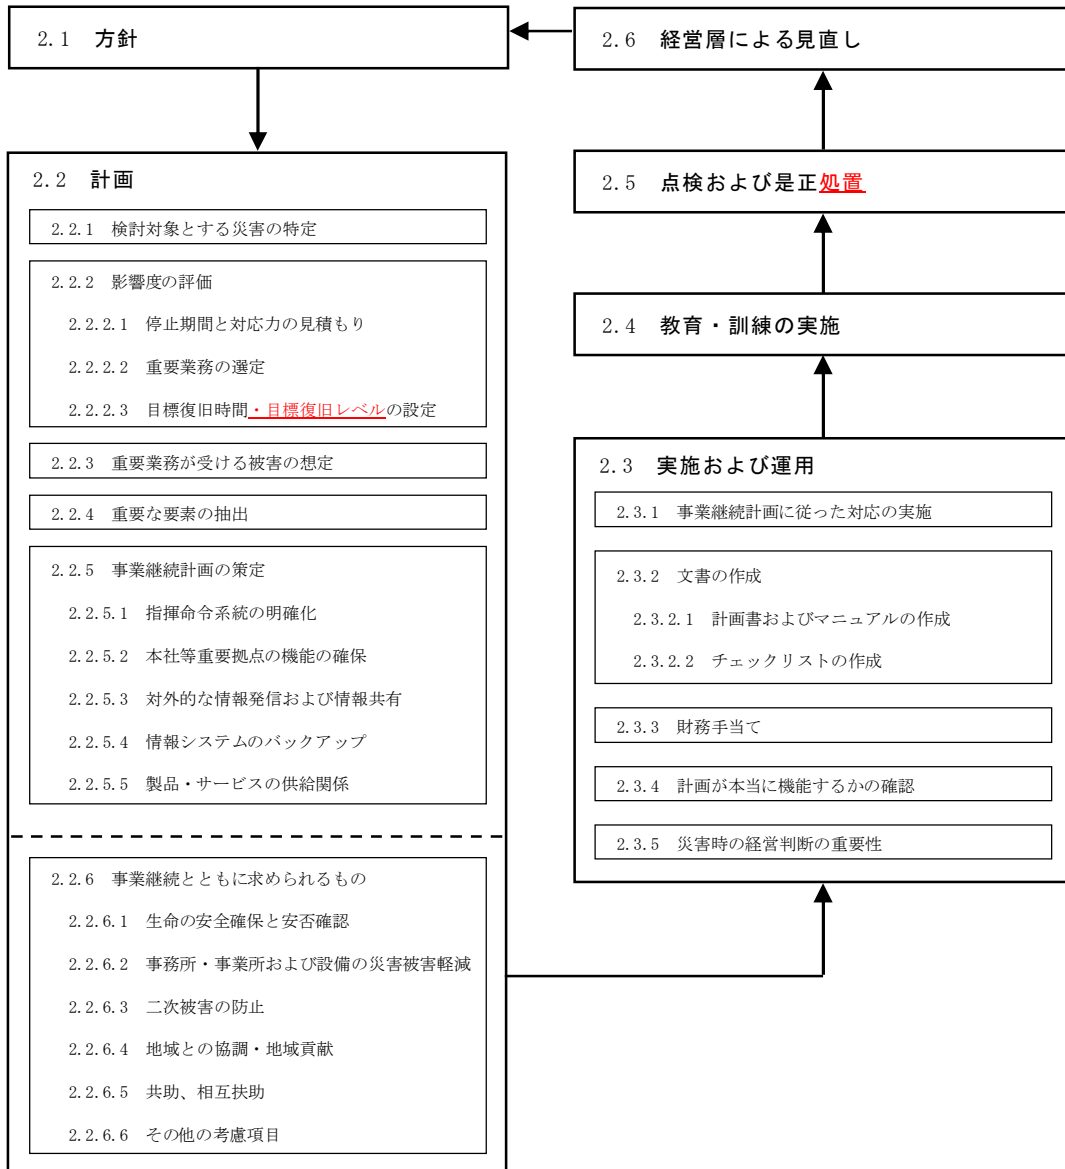 2.1 方針
2.2 計画
2.2.1 検討対象とする災害の特定
2.2.2 影響度の評価
2.2.2.1 停止期間と対応力の見積もり
2.2.2.2 重要業務の選定
2.2.2.3 目標復旧時間・目標復旧レベルの設定
2.2.3 重要業務が受ける被害の想定
2.2.4 重要な要素の抽出
2.2.5 事業継続計画の策定
2.2.5.1 指揮命令系統の明確化
2.2.5.2 本社等重要拠点の機能の確保
2.2.5.3 対外的な情報発信および情報共有
2.2.5.4 情報システムのバックアップ
2.2.5.5 製品・サービスの供給関係
2.2.6 事業継続とともに求められるもの
2.2.6.1 生命の安全確保と安否確認
2.2.6.2 事務所・事業所および設備の災害被害軽減
2.2.6.3 二次被害の防止
2.2.6.4 地域との協調・地域貢献
2.2.6.5 共助、相互扶助
2.2.6.6 その他の考慮項目
2.3 実施および運用
2.3.1 事業継続計画に従った対応の実施
2.3.2 文書の作成
2.3.2.1 計画書およびマニュアルの作成
2.3.2.2 チェックリストの作成
2.3.3 財務手当て
2.3.4 計画が本当に機能するかの確認
2.3.5 災害時の経営判断の重要性
2.4 教育・訓練の実施
2.5 点検および是正処置
2.6 経営層による見直し